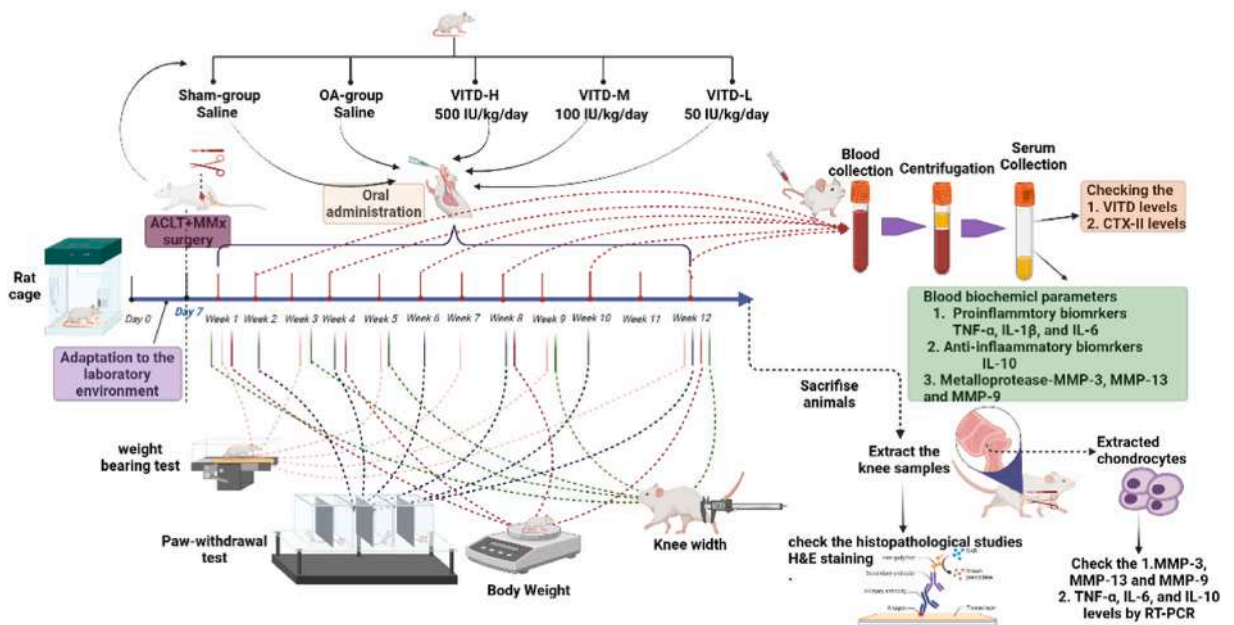 Sham-group
Saline
OA-group
Saline
VITD-H
500 IU/kg/day
VITD-M
100 IU/kg/day
VITD-L
50 IU/kg/day
Oral
administration
ACLT+MMx
surgery
Blood
collection
Centrifugation
Serum
Collection
Checking the
1. VITD levels
2. CTX-II levels
Rat
cage
Day 0
Day 7
Week 1
Week 2
Week 3
Week 4
Week 5
Week 6
Week 7
Week 8
Week 9
Week 10
Week 11
Week 12
Adaptation to the
laboratory
environment
Blood biochemicl parameters
1. Proinflammtory biomrkers
TNF-α, IL-1β, and IL-6
2. Anti-inflaammatory biomrkers
IL-10
3. Metalloprotease-MMP-3, MMP-13
and MMP-9
Sacrifise
animals
weight
bearing test
Paw-withdrawal
test
Body Weight
Knee width
Extract the
knee samples
Extracted
chondrocytes
check the histopathological studies
H&E staining
.
Secondary antibody
Primary antibody
Antigen
Check the 1.MMP-3,
MMP-13 and MMP-9
2. TNF-α, IL-6, and IL-10
levels by RT-PCR